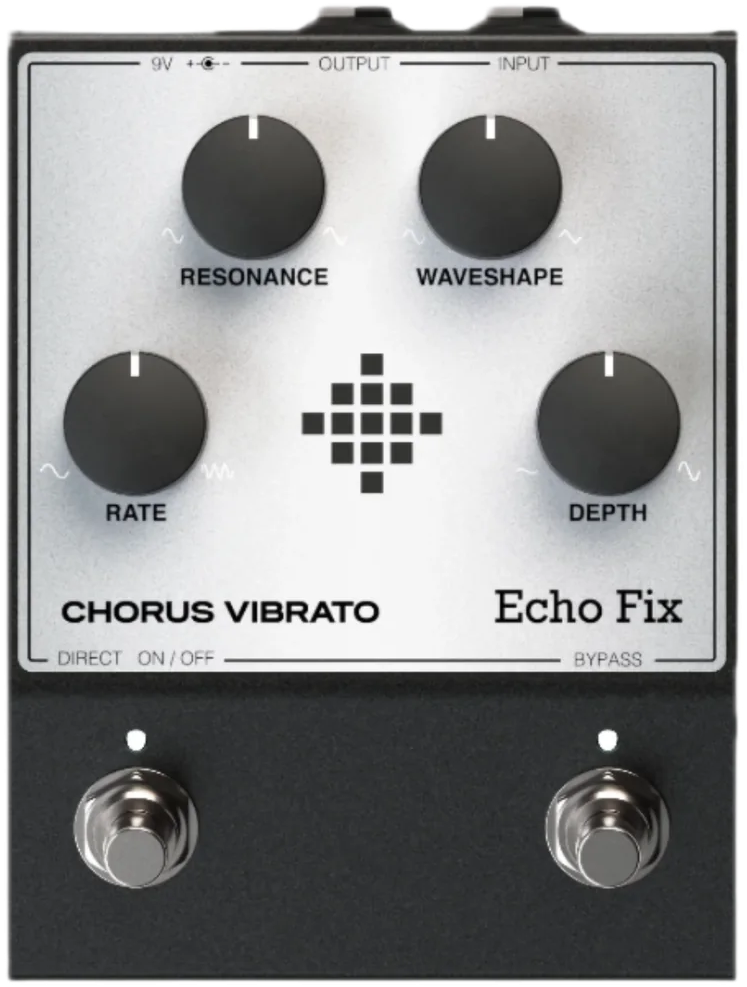 9V OUTPUT INPUT
RESONANCE WAVESHAPE
RATE DEPTH
CHORUS VIBRATO Echo Fix
DIRECT ON / OFF BYPASS